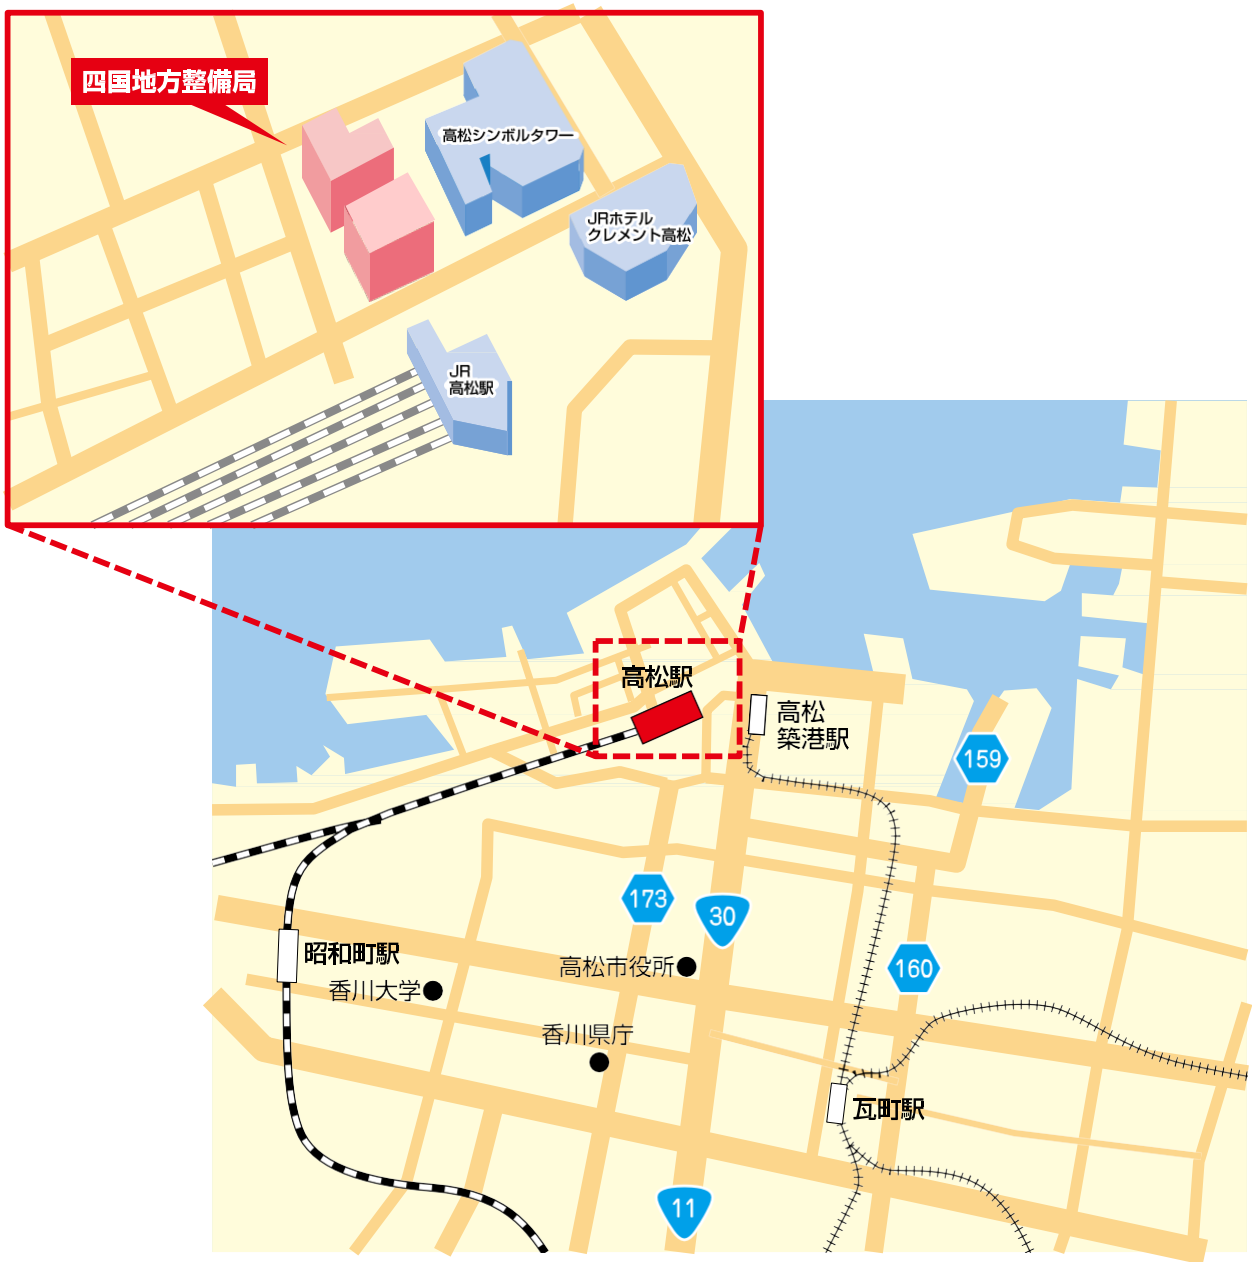 四国地方整備局
高松シンボルタワー
JRホテル
クレメント高松
JR
高松駅
高松駅
高松
築港駅
159
173
30
昭和町駅
高松市役所
160
香川大学
香川県庁
瓦町駅
11